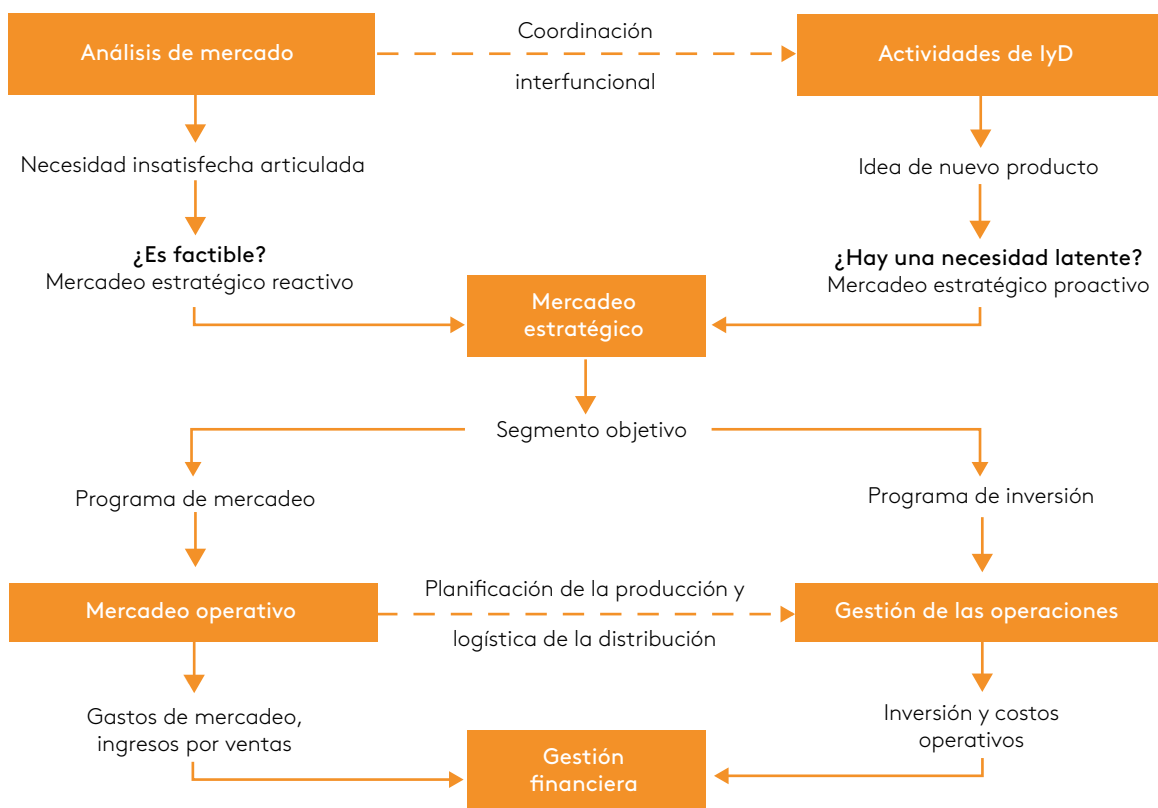 Análisis de mercado
Coordinación
interfuncional
Actividades de IyD
Necesidad insatisfecha articulada
Idea de nuevo producto
¿Es factible?
Mercadeo estratégico reactivo
¿Hay una necesidad latente?
Mercadeo estratégico proactivo
Mercadeo
estratégico
Segmento objetivo
Programa de mercadeo
Programa de inversión
Mercadeo operativo
Planificación de la producción y
logística de la distribución
Gestión de las operaciones
Gastos de mercadeo,
ingresos por ventas
Inversión y costos
operativos
Gestión
financiera